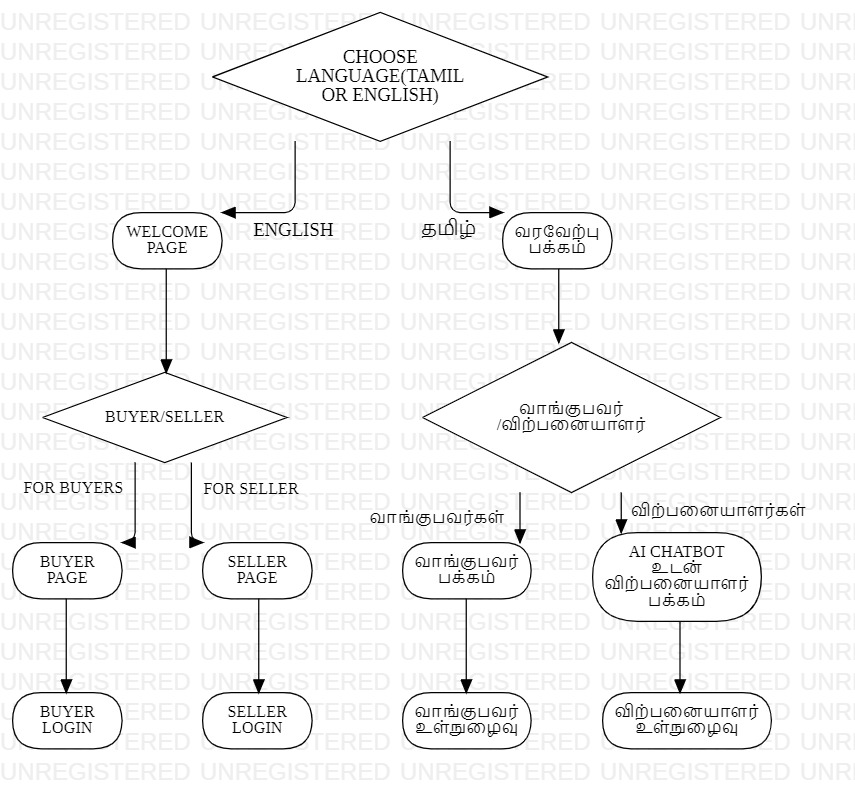 CHOOSE
LANGUAGE(TAMIL
OR ENGLISH)
ENGLISH
தமிழ்
WELCOME
PAGE
வரவேற்பு
பக்கம்
BUYER/SELLER
வாங்குபவர்
/விற்பனையாளர்
FOR BUYERS
FOR SELLER
வாங்குபவர்கள்
விற்பனையாளர்கள்
BUYER
PAGE
SELLER
PAGE
வாங்குபவர்
பக்கம்
AI CHATBOT
உடன்
விற்பனையாளர்
பக்கம்
BUYER
LOGIN
SELLER
LOGIN
வாங்குபவர்
உள்நுழைவு
விற்பனையாளர்
உள்நுழைவு
UNREGISTERED